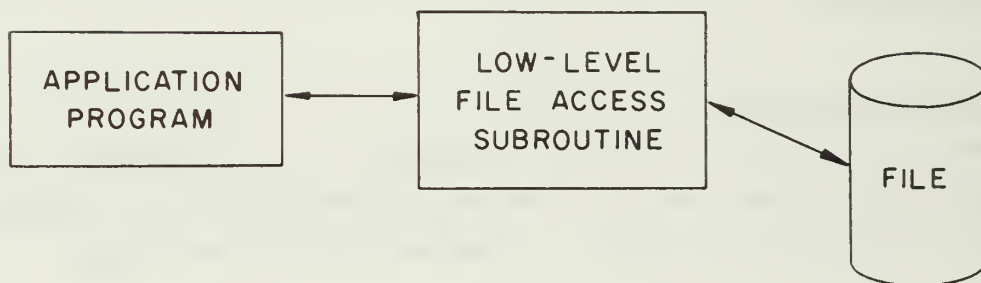 APPLICATION
PROGRAM
LOW-LEVEL
FILE ACCESS
SUBROUTINE
FILE